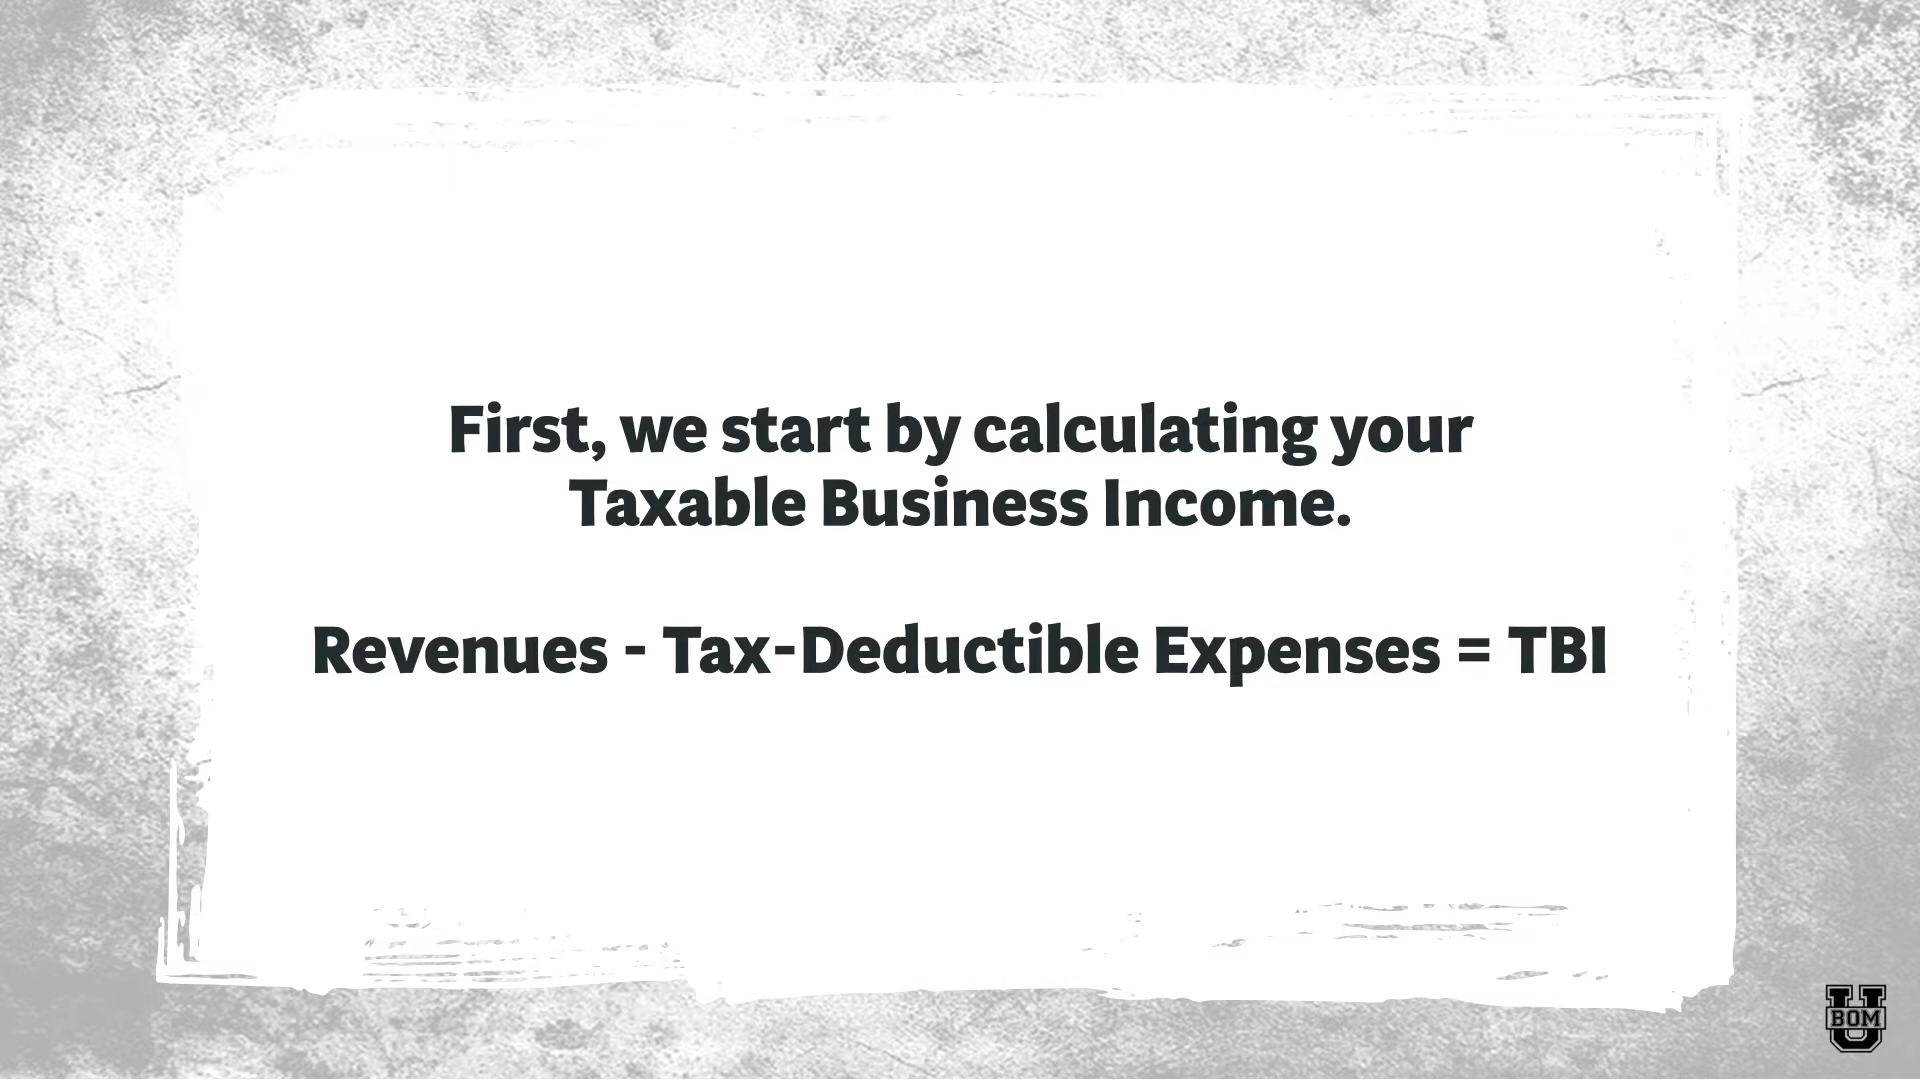 First, we start by calculating your
Taxable Business Income.
Revenues - Tax-Deductible Expenses = TBI
U
BOM